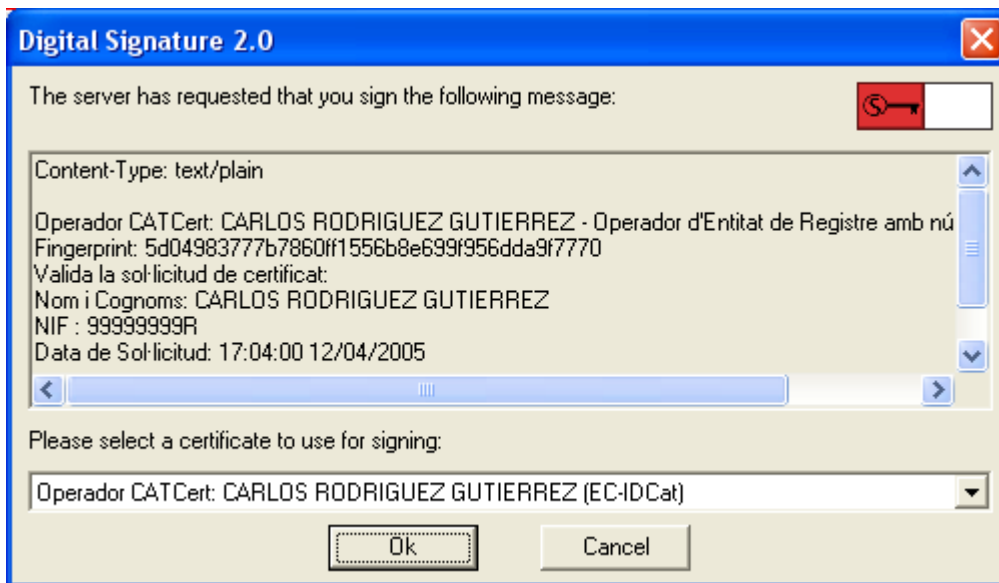 Digital Signature 2.0
The server has requested that you sign the following message:
Content-Type: text/plain
Operador CATCert: CARLOS RODRIGUEZ GUTIERREZ - Operador d'Entitat de Registre amb nú
Fingerprint: 5d04983777b7860ff1556b8e699f956dda9f7770
Valida la sol·licitud de certificat:
Nom i Cognoms: CARLOS RODRIGUEZ GUTIERREZ
NIF : 99999999R
Data de Sol·licitud: 17:04:00 12/04/2005
Please select a certificate to use for signing:
Operador CATCert: CARLOS RODRIGUEZ GUTIERREZ (EC-IDCat)
Ok Cancel